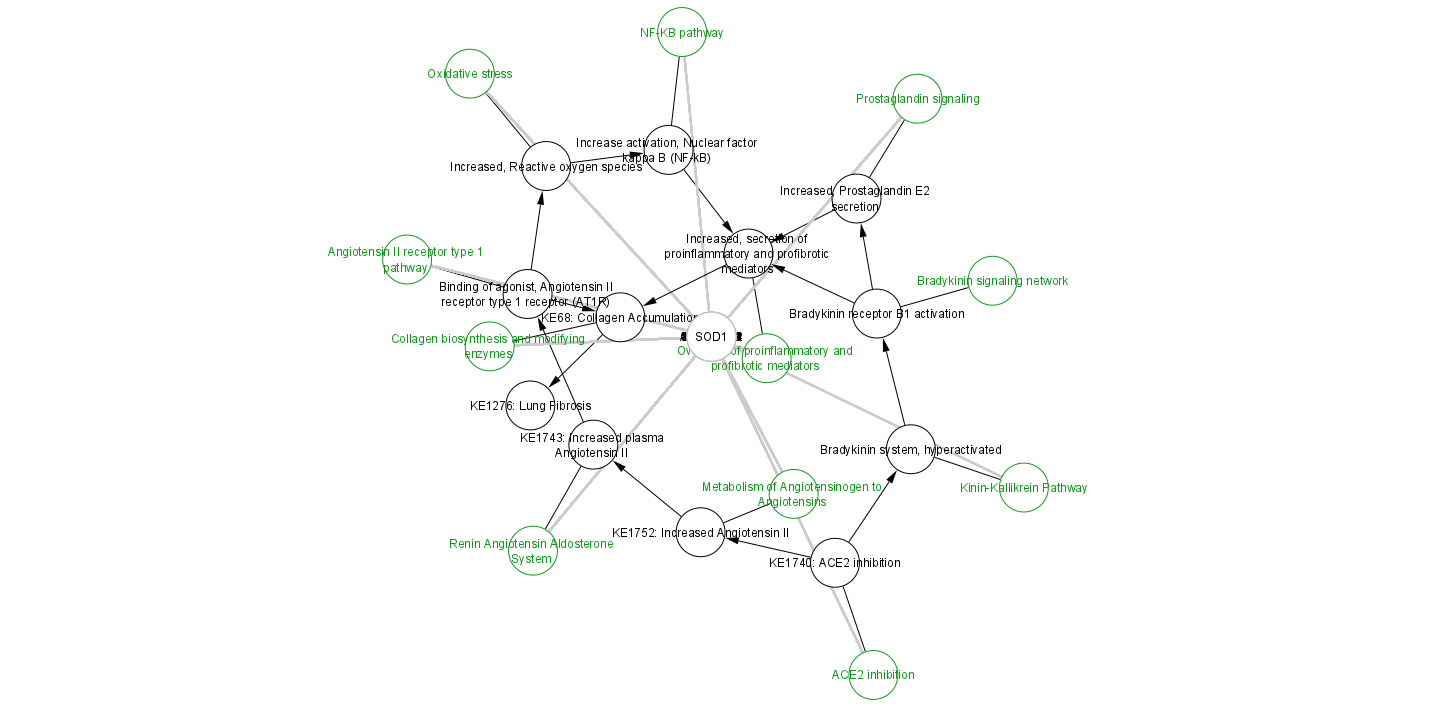 NF-KB pathway
Oxidative stress
Prostaglandin signaling
Increase activation, Nuclear factor
kappa B (NF-kB)
Increased, Reactive oxygen species
Increased, Prostaglandin E2
secretion
Increased, secretion of
proinflammatory and profibrotic
mediators
Angiotensin II receptor type 1
pathway
Bradykinin signaling network
Binding of agonist, Angiotensin II
receptor type 1 receptor (AT1R)
KE68: Collagen Accumulation
Bradykinin receptor B1 activation
SOD1
Collagen biosynthesis and modifying
enzymes
of proinflammatory and
profibrotic mediators
KE1276: Lung Fibrosis
KE1743: Increased plasma
Angiotensin II
Bradykinin system, hyperactivated
Metabolism of Angiotensinogen to
Angiotensins
Kinin-Kallikrein Pathway
KE1752: Increased Angiotensin II
Renin Angiotensin Aldosterone
System
KE1740: ACE2 inhibition
ACE2 inhibition